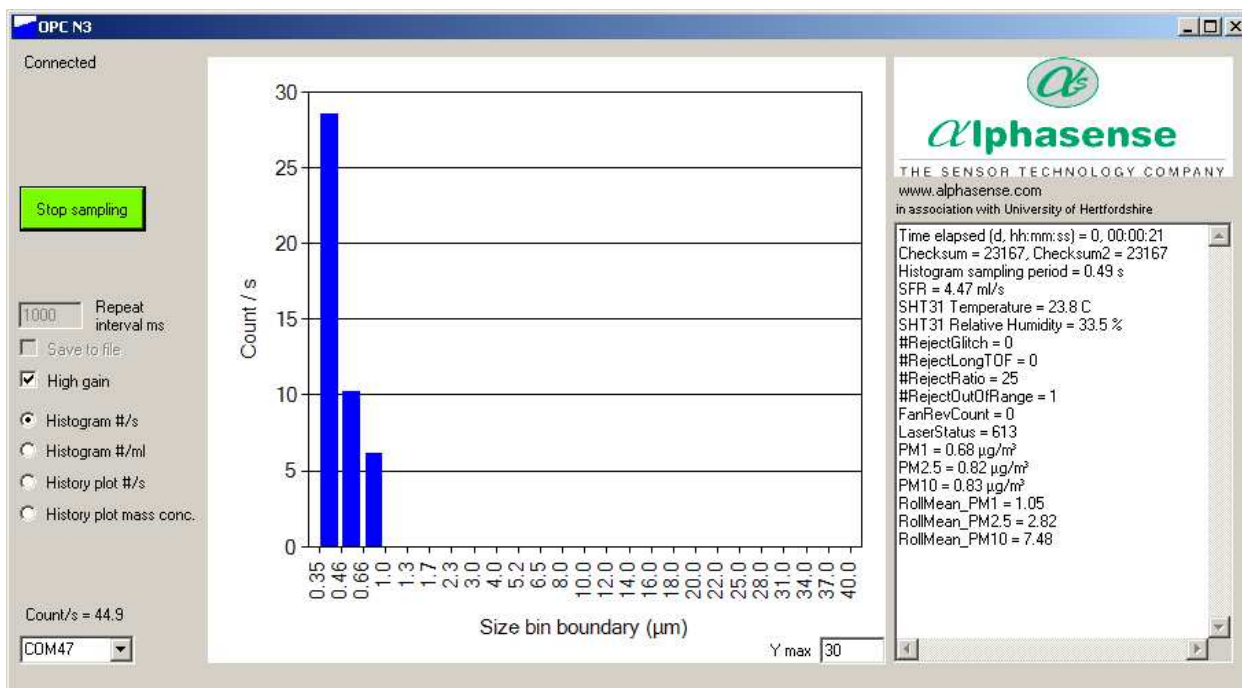 OPC N3
Connected
Stop sampling
1000
Repeat
interval ms
Save to file
High gain
Histogram #/s
Histogram #/ml
History plot #/s
History plot mass conc.
Count/s = 44.9
COM47
Count / s
30
25
20
15
10
5
0
0.35 0.46 0.66 1.0 1.3 1.7 2.3 3.0 4.0 5.2 6.5 8.0 10.0 12.0 14.0 16.0 18.0 20.0 22.0 25.0 28.0 31.0 34.0 37.0 40.0
Size bin boundary (µm)
Y max 30
α's
αlphasense
THE SENSOR TECHNOLOGY COMPANY
www.alphasense.com
in association with University of Hertfordshire
Time elapsed (d, hh:mm:ss) = 0, 00:00:21
Checksum = 23167, Checksum2 = 23167
Histogram sampling period = 0.49 s
SFR = 4.47 ml/s
SHT31 Temperature = 23.8 C
SHT31 Relative Humidity = 33.5 %
#RejectGlitch = 0
#RejectLongTOF = 0
#RejectRatio = 25
#RejectOutOfRange = 1
FanRevCount = 0
LaserStatus = 613
PM1 = 0.68 µg/m³
PM2.5 = 0.82 µg/m³
PM10 = 0.83 µg/m³
RollMean_PM1 = 1.05
RollMean_PM2.5 = 2.82
RollMean_PM10 = 7.48